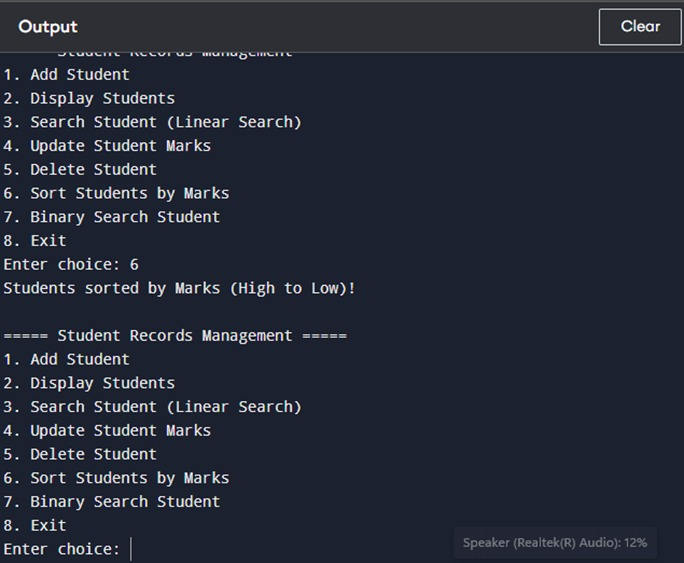 Output
Clear
Student Records Management
1. Add Student
2. Display Students
3. Search Student (Linear Search)
4. Update Student Marks
5. Delete Student
6. Sort Students by Marks
7. Binary Search Student
8. Exit
Enter choice: 6
Students sorted by Marks (High to Low)!
===== Student Records Management =====
1. Add Student
2. Display Students
3. Search Student (Linear Search)
4. Update Student Marks
5. Delete Student
6. Sort Students by Marks
7. Binary Search Student
8. Exit
Enter choice:
Speaker (Realtek(R) Audio): 12%